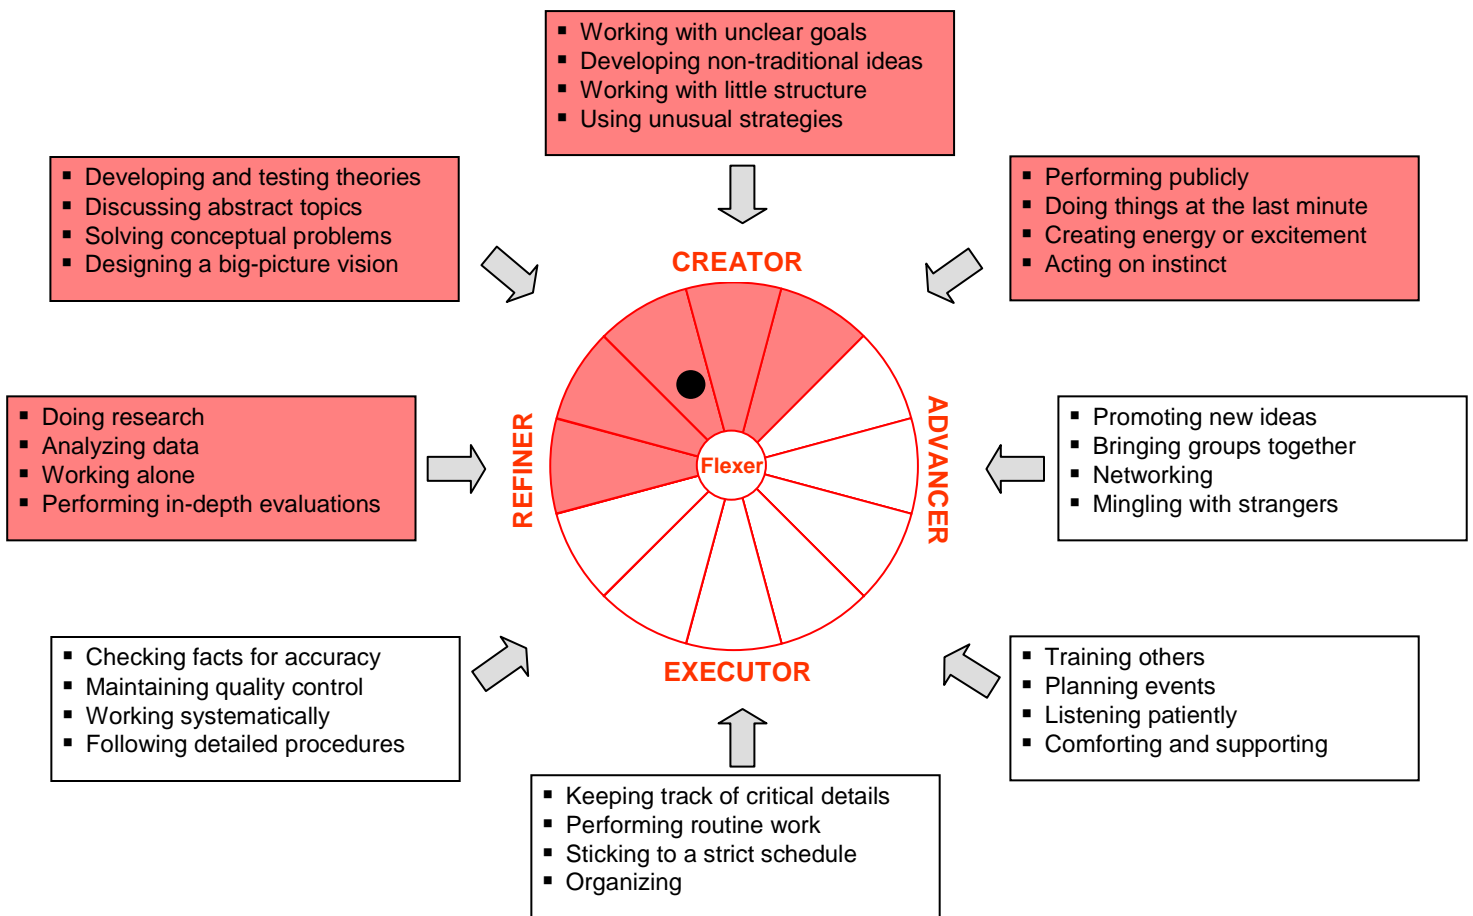 ▪ Working with unclear goals
▪ Developing non-traditional ideas
▪ Working with little structure
▪ Using unusual strategies
▪ Developing and testing theories
▪ Discussing abstract topics
▪ Solving conceptual problems
▪ Designing a big-picture vision
▪ Performing publicly
▪ Doing things at the last minute
▪ Creating energy or excitement
▪ Acting on instinct
CREATOR
▪ Doing research
▪ Analyzing data
▪ Working alone
▪ Performing in-depth evaluations
REFINER
Flexer
ADVANCER
▪ Promoting new ideas
▪ Bringing groups together
▪ Networking
▪ Mingling with strangers
EXECUTOR
▪ Checking facts for accuracy
▪ Maintaining quality control
▪ Working systematically
▪ Following detailed procedures
▪ Training others
▪ Planning events
▪ Listening patiently
▪ Comforting and supporting
▪ Keeping track of critical details
▪ Performing routine work
▪ Sticking to a strict schedule
▪ Organizing